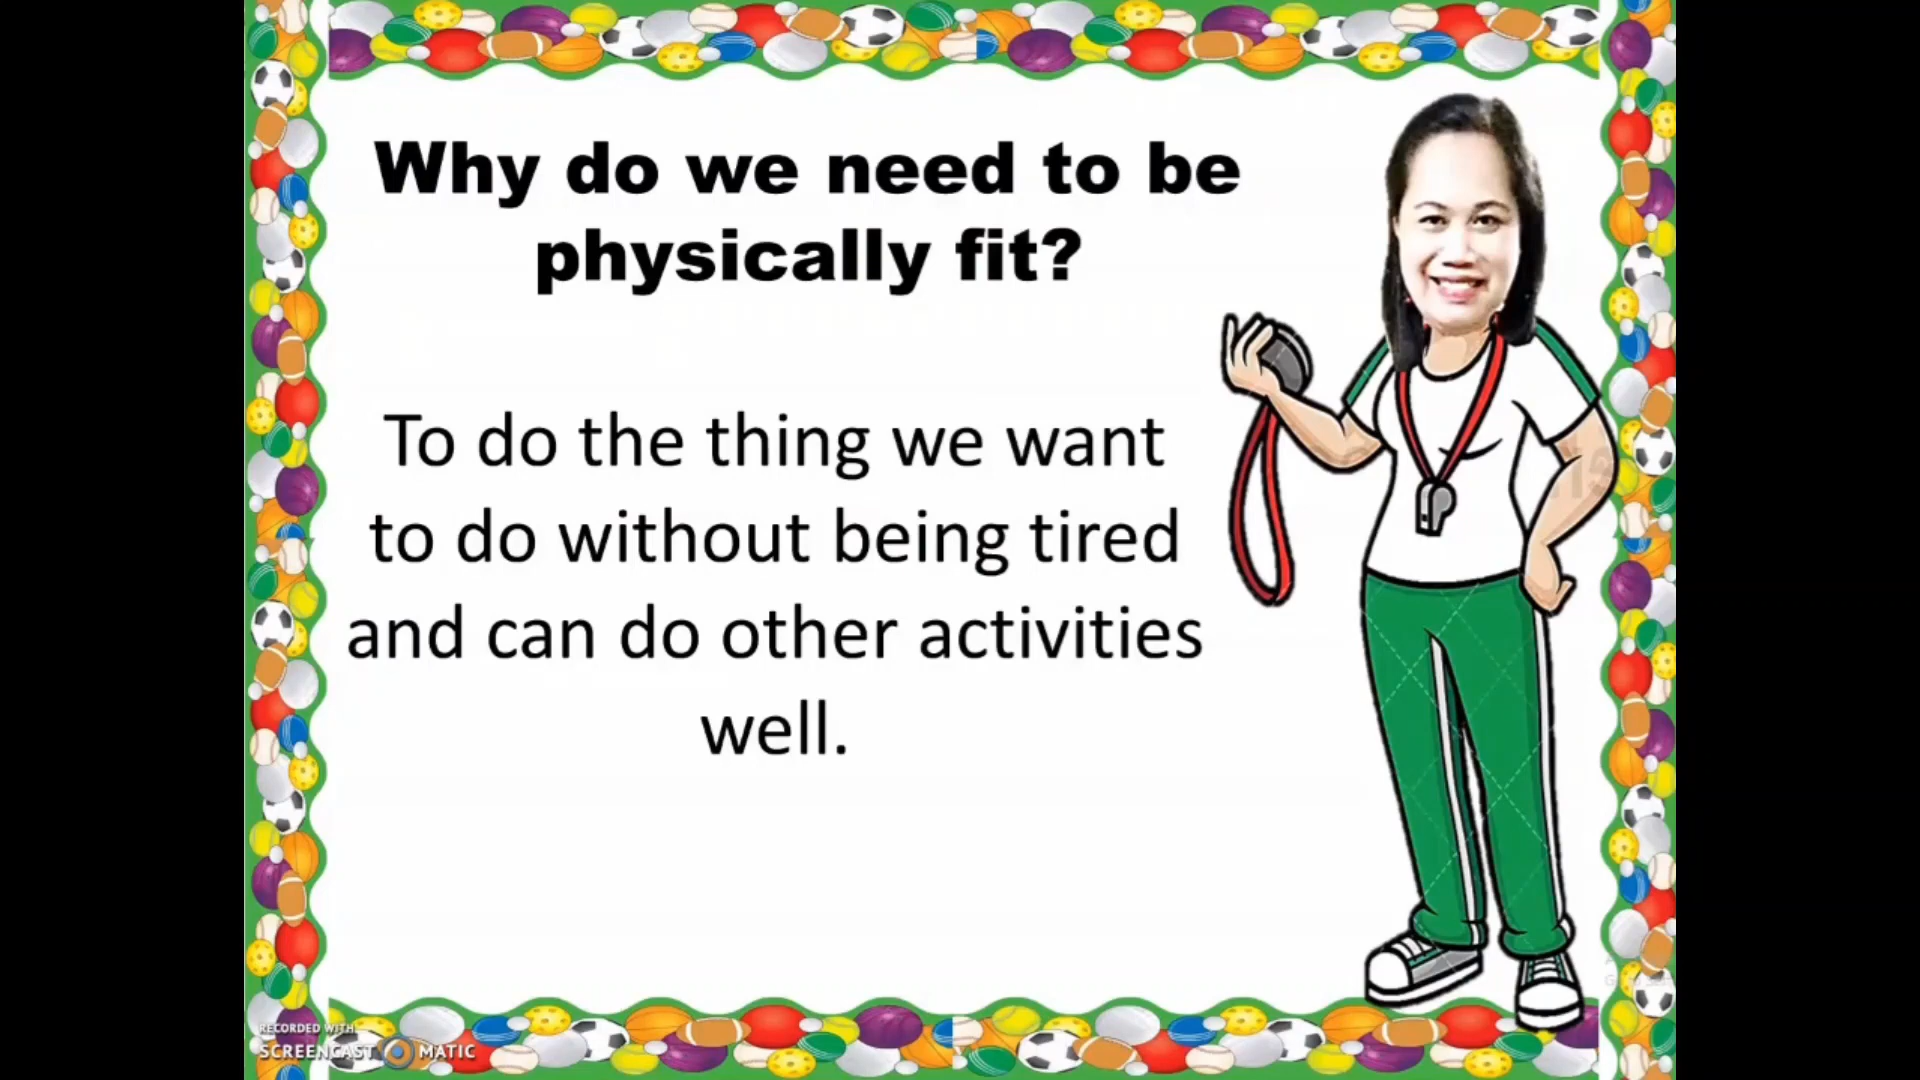 Why do we need to be
physically fit?
To do the thing we want
to do without being tired
and can do other activities
well.
RECORDED WITH
SCREENCAST MATIC